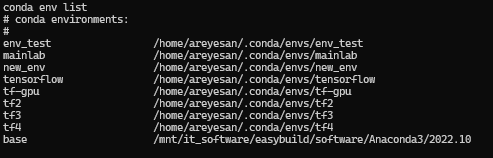 conda env list
# conda environments:
#
env_test                 /home/areyesan/.conda/envs/env_test
mainlab                  /home/areyesan/.conda/envs/mainlab
new_env                  /home/areyesan/.conda/envs/new_env
tensorflow               /home/areyesan/.conda/envs/tensorflow
tf-gpu                   /home/areyesan/.conda/envs/tf-gpu
tf2                      /home/areyesan/.conda/envs/tf2
tf3                      /home/areyesan/.conda/envs/tf3
tf4                      /home/areyesan/.conda/envs/tf4
base                     /mnt/it_software/easybuild/software/Anaconda3/2022.10